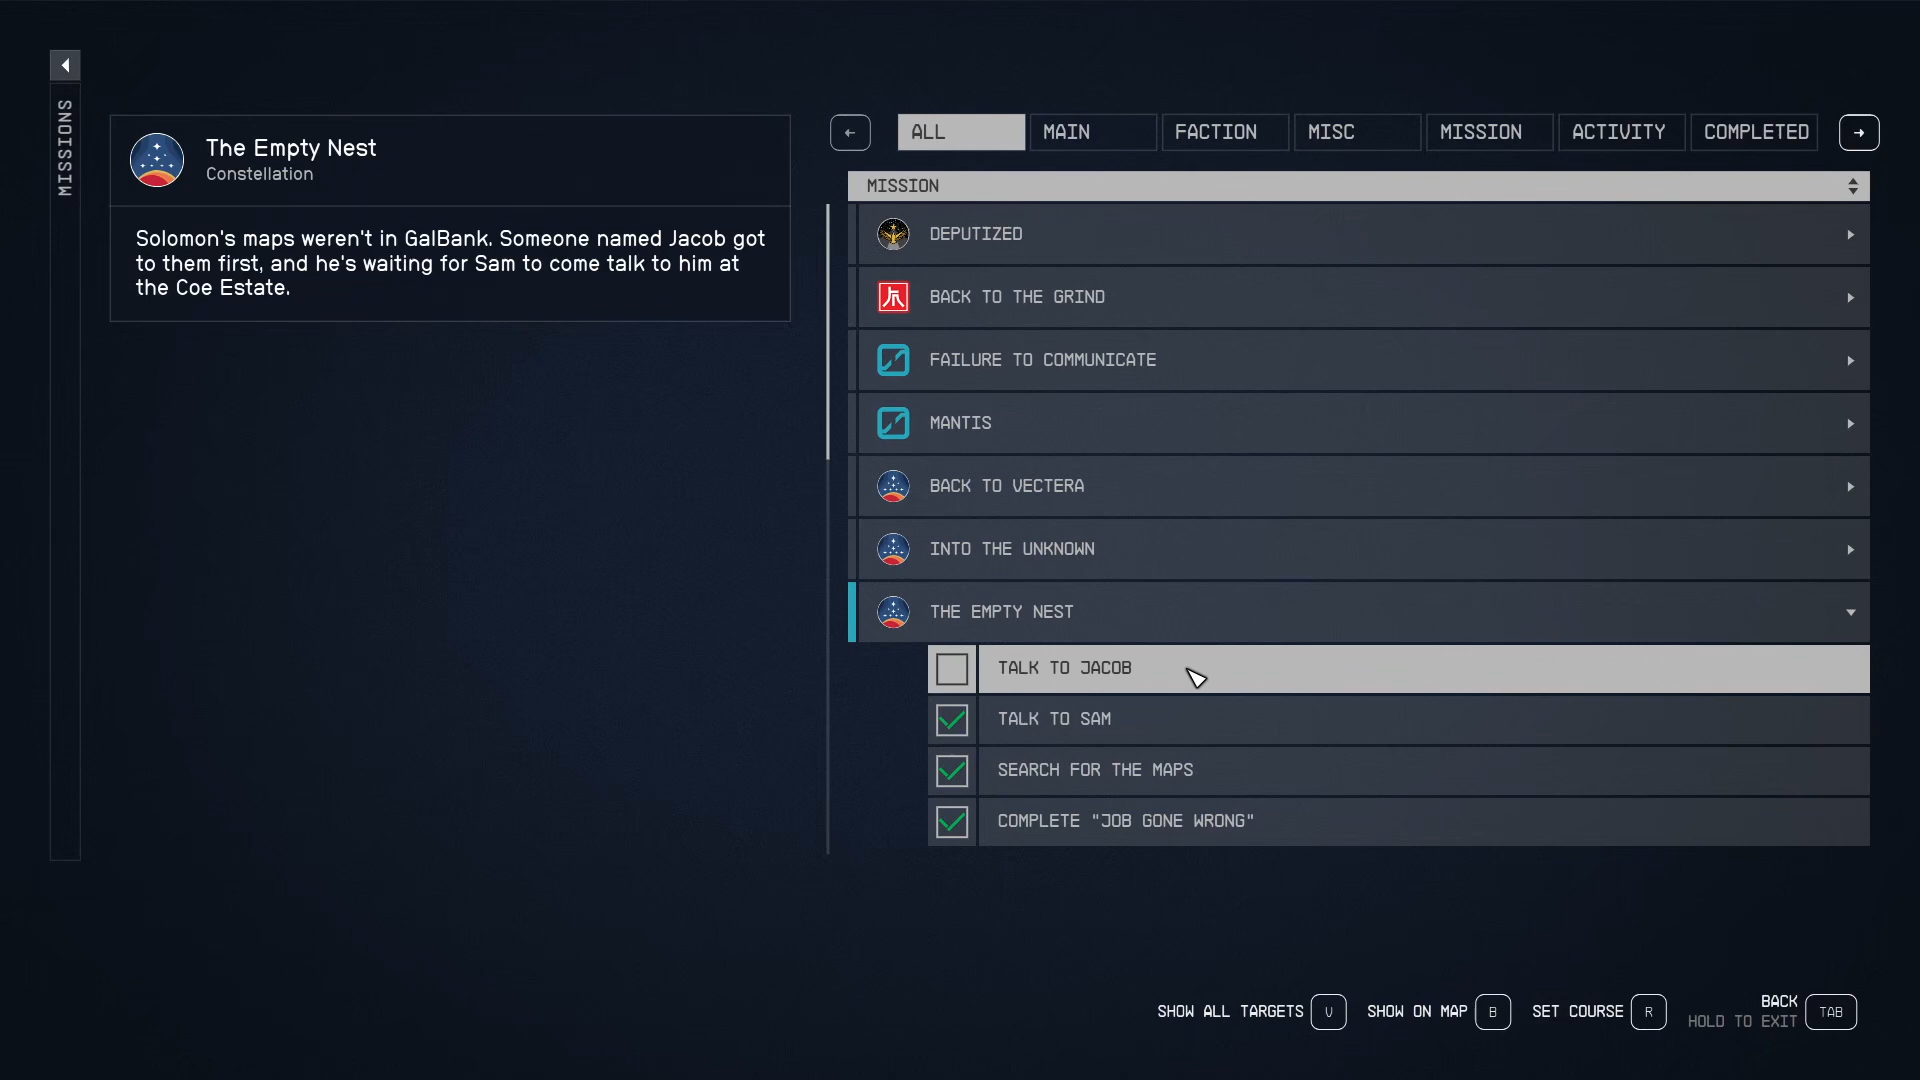 MISSIONS
The Empty Nest
Constellation
Solomon's maps weren't in GalBank. Someone named Jacob got
to them first, and he's waiting for Sam to come talk to him at
the Coe Estate.
ALL MAIN FACTION MISC MISSION ACTIVITY COMPLETED
MISSION
DEPUTIZED
BACK TO THE GRIND
FAILURE TO COMMUNICATE
MANTIS
BACK TO VECTERA
INTO THE UNKNOWN
THE EMPTY NEST
TALK TO JACOB
TALK TO SAM
SEARCH FOR THE MAPS
COMPLETE "JOB GONE WRONG"
SHOW ALL TARGETS V SHOW ON MAP B SET COURSE R BACK TAB
HOLD TO EXIT